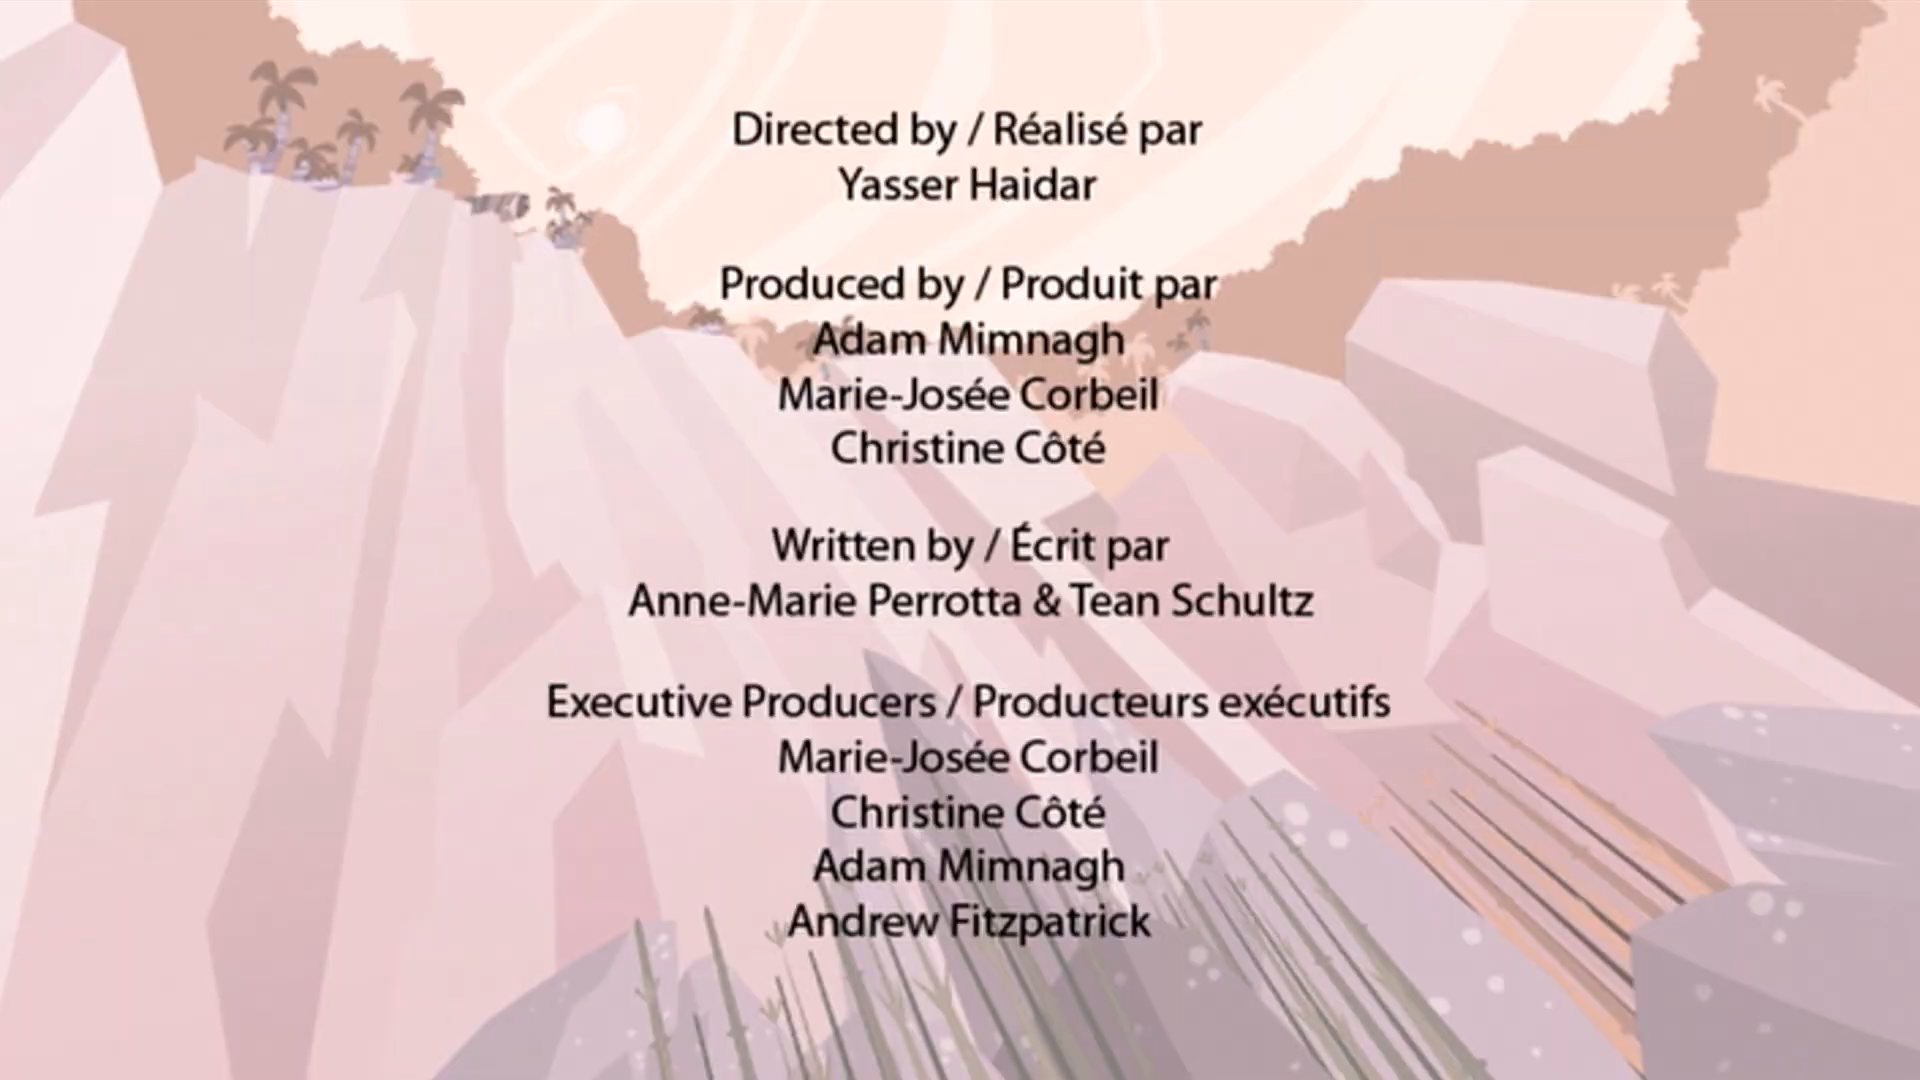 Directed by / Réalisé par
Yasser Haidar
Produced by / Produit par
Adam Mimnagh
Marie-Josée Corbeil
Christine Côté
Written by / Écrit par
Anne-Marie Perrotta & Tean Schultz
Executive Producers / Producteurs exécutifs
Marie-Josée Corbeil
Christine Côté
Adam Mimnagh
Andrew Fitzpatrick